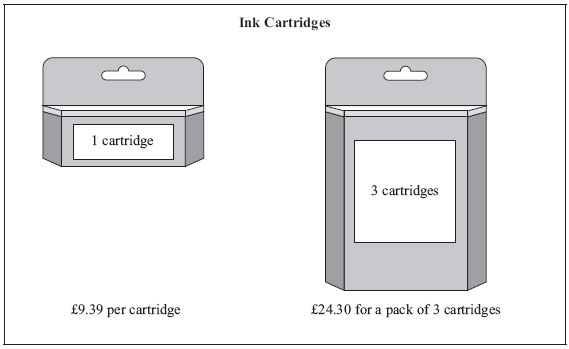 Ink Cartridges
1 cartridge
3 cartridges
£9.39 per cartridge
£24.30 for a pack of 3 cartridges